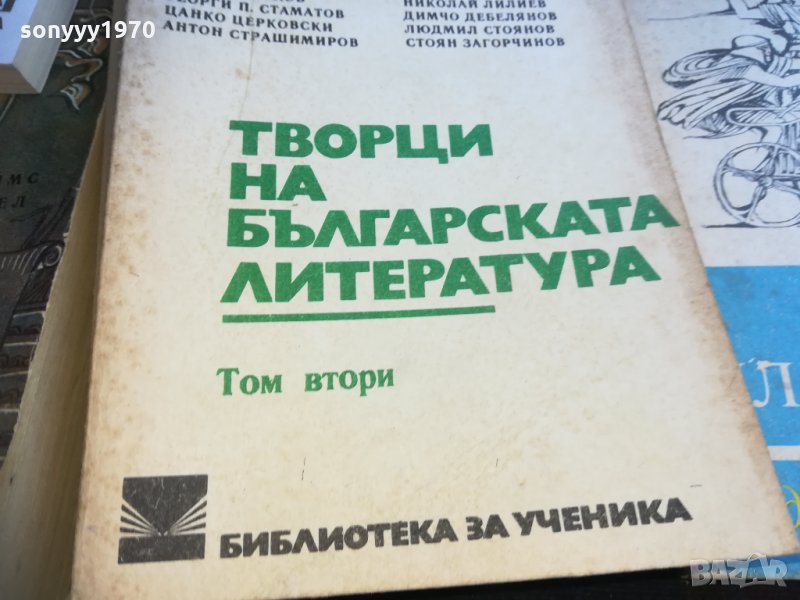 sonyyy1970
ГЕОРГИ П. СТАМАТОВ
ЦАНКО ЦЕРКОВСКИ
АНТОН СТРАШИМИРОВ
НИКОЛАЙ ЛИЛИЕВ
ДИМЧО ДЕБЕЛЯНОВ
ЛЮДМИЛ СТОЯНОВ
СТОЯН ЗАГОРЧИНОВ
ТВОРЦИ
НА
БЪЛГАРСКАТА
ЛИТЕРАТУРА
Том втори
БИБЛИОТЕКА ЗА УЧЕНИКА
BAZAR